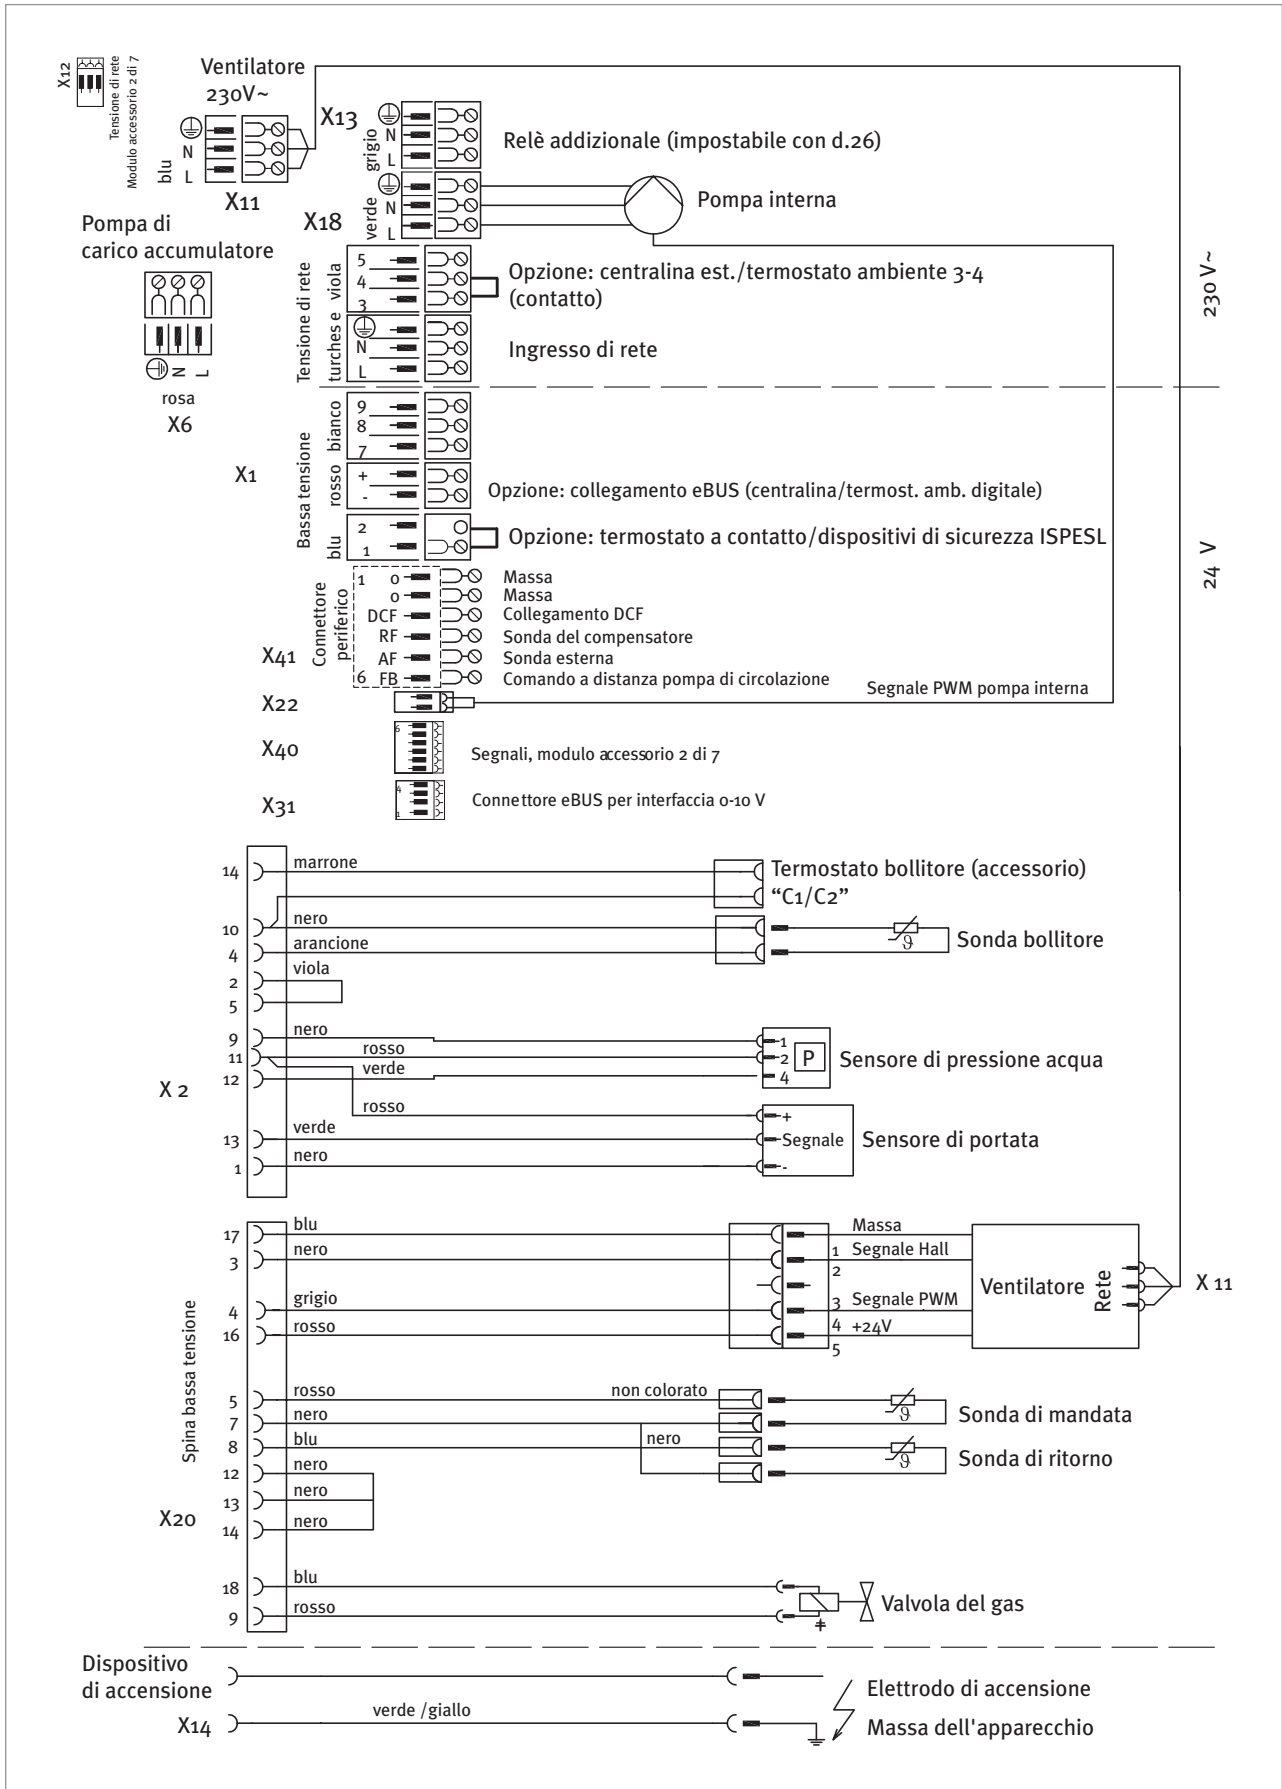 X12
Tensione di rete
Modulo accessorio 2 di 7
Ventilatore
230V~
blu
N
L
X11
X13
grigio
N
L
Relè addizionale (impostabile con d.26)
X18
verde
N
L
Pompa interna
Pompa di
carico accumulatore
N
L
rosa
X6
Tensione di rete
viola
5
4
3
Opzione: centralina est./termostato ambiente 3-4
(contatto)
turches e
N
L
Ingresso di rete
230 V~
X1
Bassa tensione
bianco
9
8
7
rosso
+
-
Opzione: collegamento eBUS (centralina/termost. amb. digitale)
blu
2
1
Opzione: termostato a contatto/dispositivi di sicurezza ISPESL
24 V
X41
Connettore
periferico
1 0 Massa
0 Massa
DCF Collegamento DCF
RF Sonda del compensatore
AF Sonda esterna
6 FB Comando a distanza pompa di circolazione
X22
Segnale PWM pompa interna
X40
6
Segnali, modulo accessorio 2 di 7
X31
4
1
Connettore eBUS per interfaccia 0-10 V
X 2
14 marrone
Termostato bollitore (accessorio)
“C1/C2”
10 nero
4 arancione
ϑ
Sonda bollitore
2 viola
5
9 nero
11 rosso
12 verde
1
2
4
P
Sensore di pressione acqua
rosso
13 verde
1 nero
+
Segnale
-
Sensore di portata
X20
Spina bassa tensione
17 blu
3 nero
4 grigio
16 rosso
1
2
3
4
5
Massa
Segnale Hall
Segnale PWM
+24V
Ventilatore
Rete
X 11
5 rosso
non colorato
7 nero
ϑ
Sonda di mandata
8 blu
nero
ϑ
Sonda di ritorno
12 nero
13 nero
14 nero
18 blu
9 rosso
Valvola del gas
Dispositivo
di accensione
X14
verde /giallo
Elettrodo di accensione
Massa dell'apparecchio